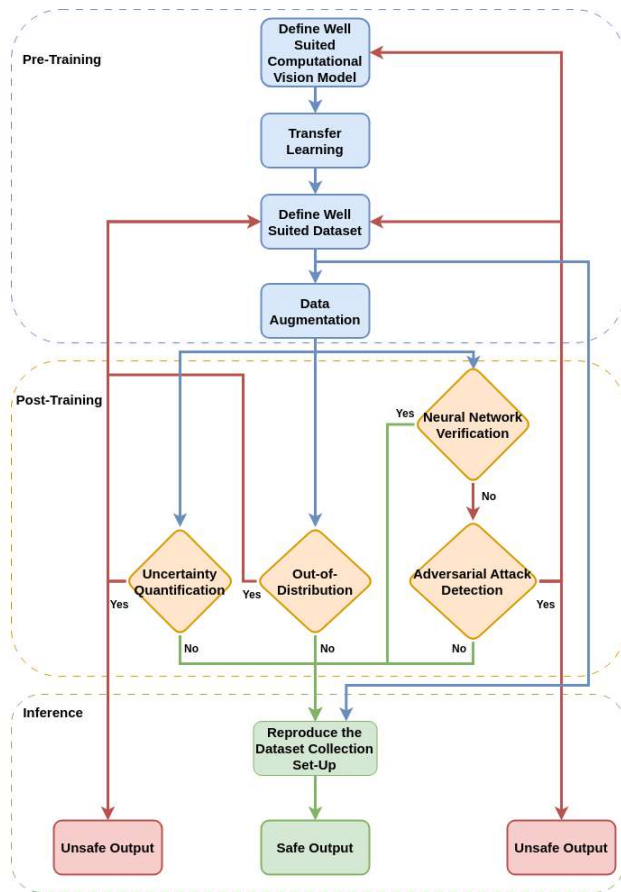 Pre-Training
Define Well
Suited
Computational
Vision Model
Transfer
Learning
Define Well
Suited Dataset
Data
Augmentation
Post-Training
Yes
Neural Network
Verification
No
Uncertainty
Quantification
Yes
Out-of-
Distribution
Yes
Adversarial Attack
Detection
Yes
No
No
No
Inference
Reproduce the
Dataset Collection
Set-Up
Unsafe Output
Safe Output
Unsafe Output